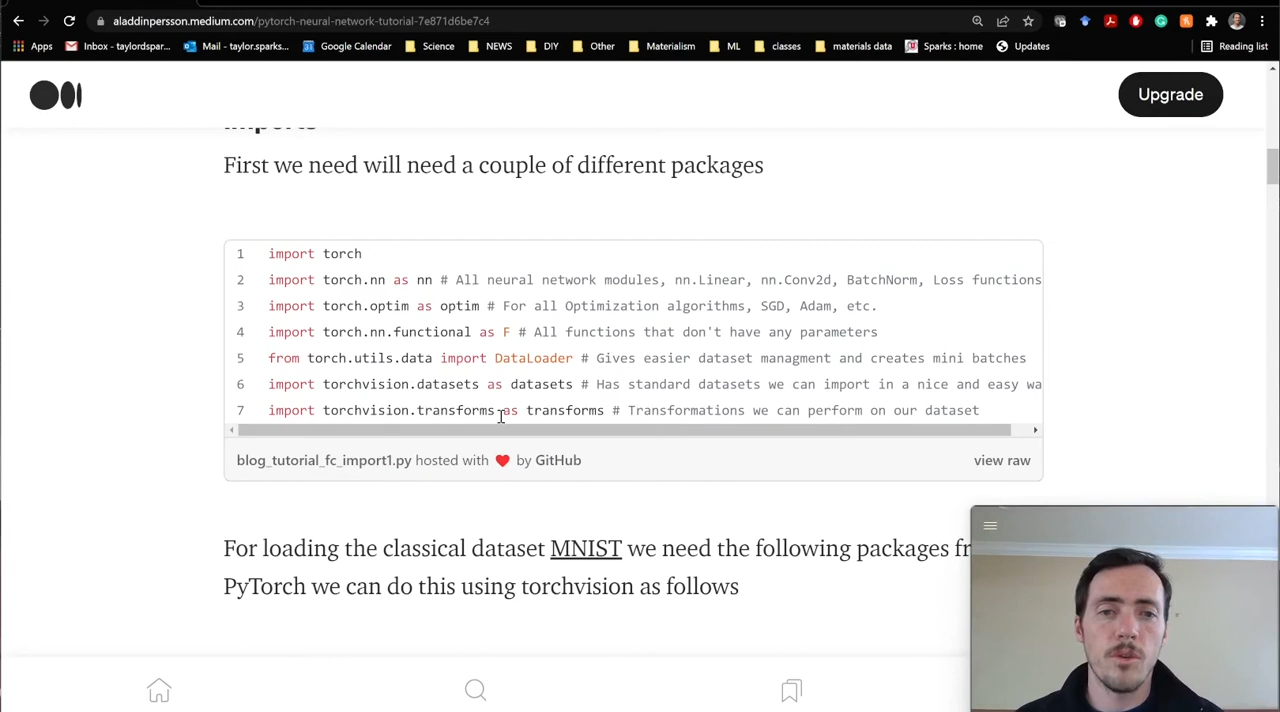 aladdinpersson.medium.com/pytorch-neural-network-tutorial-7e871d6be7c4
Apps Inbox - taylordspar... Mail - taylor.sparks... Google Calendar Science NEWS DIY Other Materialism ML classes materials data Sparks : home Updates Reading list
Upgrade
Imports
First we need will need a couple of different packages
1 import torch
2 import torch.nn as nn # All neural network modules, nn.Linear, nn.Conv2d, BatchNorm, Loss functions
3 import torch.optim as optim # For all Optimization algorithms, SGD, Adam, etc.
4 import torch.nn.functional as F # All functions that don't have any parameters
5 from torch.utils.data import DataLoader # Gives easier dataset managment and creates mini batches
6 import torchvision.datasets as datasets # Has standard datasets we can import in a nice and easy wa
7 import torchvision.transforms as transforms # Transformations we can perform on our dataset
blog_tutorial_fc_import1.py hosted with ❤ by GitHub view raw
For loading the classical dataset MNIST we need the following packages fr
PyTorch we can do this using torchvision as follows